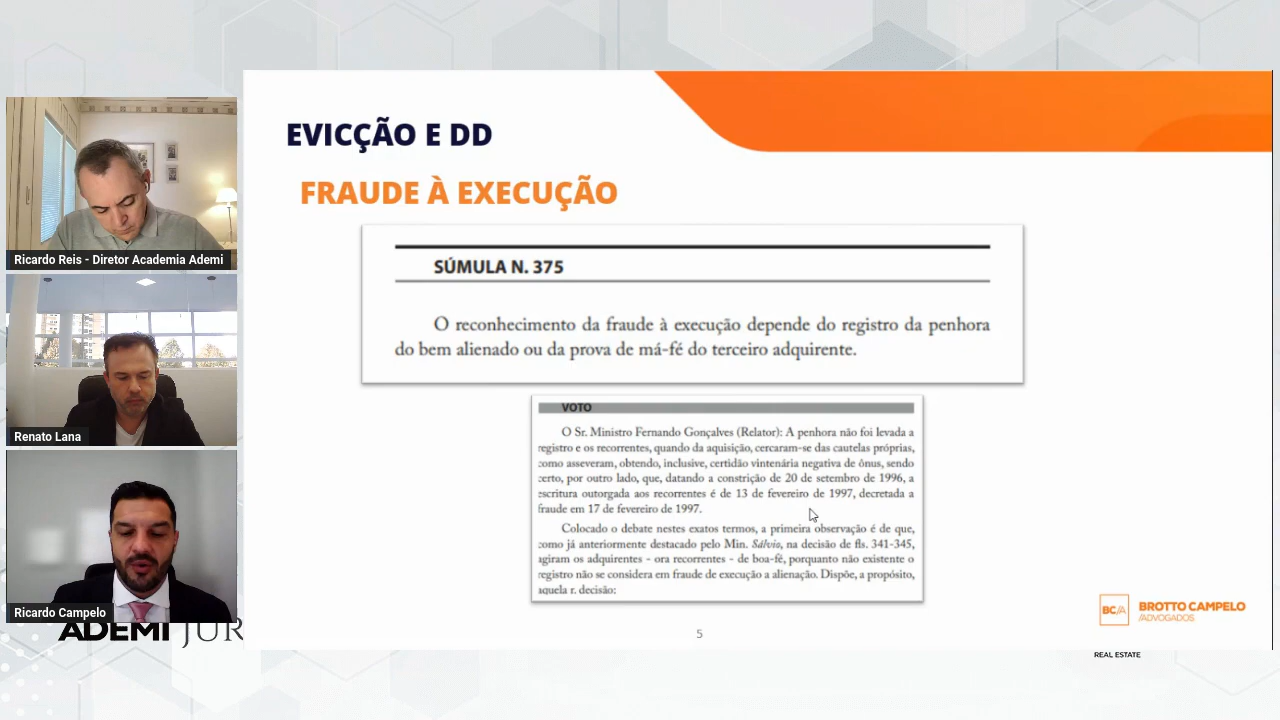 EVICÇÃO E DD
FRAUDE À EXECUÇÃO
SÚMULA N. 375
O reconhecimento da fraude à execução depende do registro da penhora
do bem alienado ou da prova de má-fé do terceiro adquirente.
VOTO
O Sr. Ministro Fernando Gonçalves (Relator): A penhora não foi levada a
registro e os recorrentes, quando da aquisição, cercaram-se das cautelas próprias,
como asseveram, obtendo, inclusive, certidão vintenária negativa de ônus, sendo
certo, por outro lado, que, datando a constrição de 20 de setembro de 1996, a
escritura outorgada aos recorrentes é de 13 de fevereiro de 1997, decretada a
fraude em 17 de fevereiro de 1997.
Colocado o debate nestes exatos termos, a primeira observação é de que,
como já anteriormente destacado pelo Min. Sálvio, na decisão de fls. 341-345,
agiram os adquirentes - ora recorrentes - de boa-fé, porquanto não existente o
registro não se considera em fraude de execução a alienação. Dispõe, a propósito,
aquela r. decisão:
5
BC/A
BROTTO CAMPELO
/ADVOGADOS
REAL ESTATE
Ricardo Reis - Diretor Academia Ademi
Renato Lana
Ricardo Campelo
ADEMI JUR